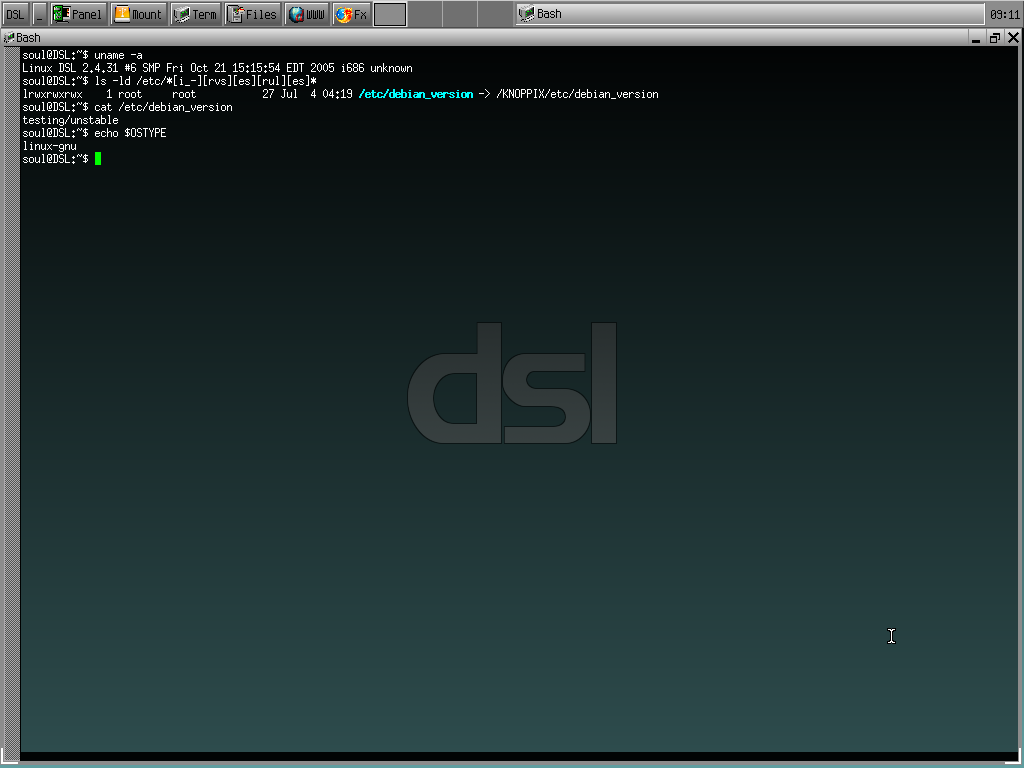 DSL _ Panel Mount Term Files WWW Fx Bash 09:11
Bash
soul@DSL:~$ uname -a
Linux DSL 2.4.31 #6 SMP Fri Oct 21 15:15:54 EDT 2005 i686 unknown
soul@DSL:~$ ls -ld /etc/*[i_-][rvs][es][rul][es]*
lrwxrwxrwx    1 root     root           27 Jul  4 04:19 /etc/debian_version -> /KNOPPIX/etc/debian_version
soul@DSL:~$ cat /etc/debian_version
testing/unstable
soul@DSL:~$ echo $OSTYPE
linux-gnu
soul@DSL:~$
dsl